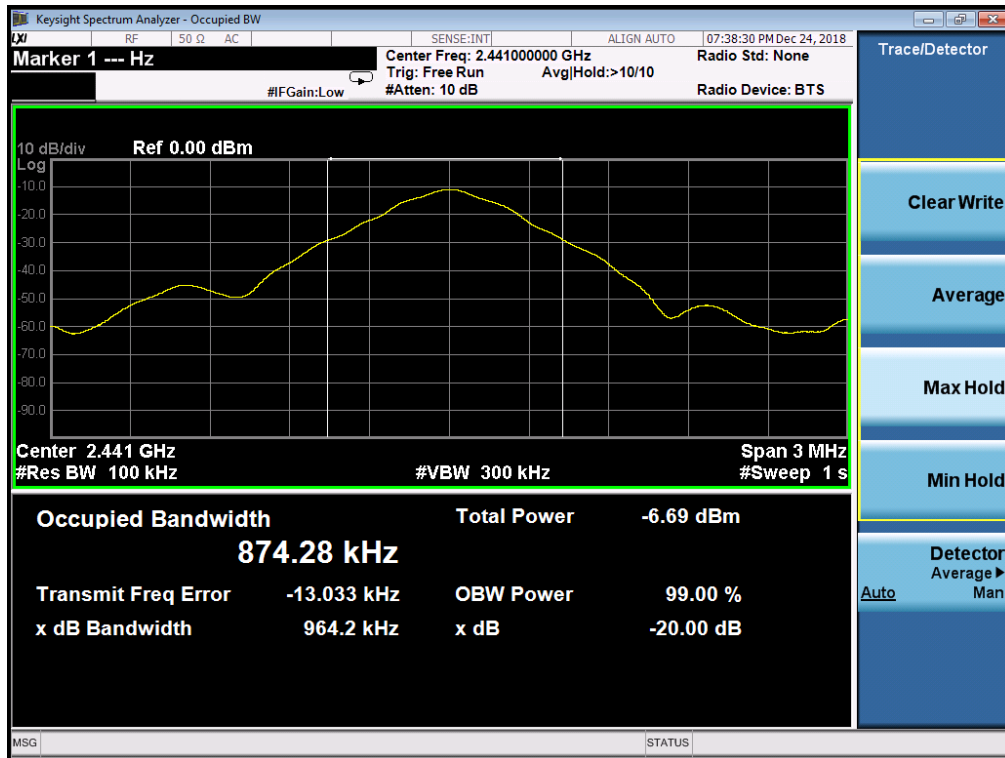 Keysight Spectrum Analyzer - Occupied BW
LXI RF 50 Ω AC SENSE:INT ALIGN AUTO 07:38:30 PM Dec 24, 2018
Marker 1 --- Hz
#IFGain:Low
Center Freq: 2.441000000 GHz
Trig: Free Run Avg|Hold:>10/10
#Atten: 10 dB
Radio Std: None
Radio Device: BTS
10 dB/div Ref 0.00 dBm
Log
-10.0
-20.0
-30.0
-40.0
-50.0
-60.0
-70.0
-80.0
-90.0
Center 2.441 GHz Span 3 MHz
#Res BW 100 kHz #VBW 300 kHz #Sweep 1 s
Occupied Bandwidth Total Power -6.69 dBm
874.28 kHz
Transmit Freq Error -13.033 kHz OBW Power 99.00 %
x dB Bandwidth 964.2 kHz x dB -20.00 dB
MSG STATUS
Trace/Detector
Clear Write
Average
Max Hold
Min Hold
Detector
Average▶
Auto Man